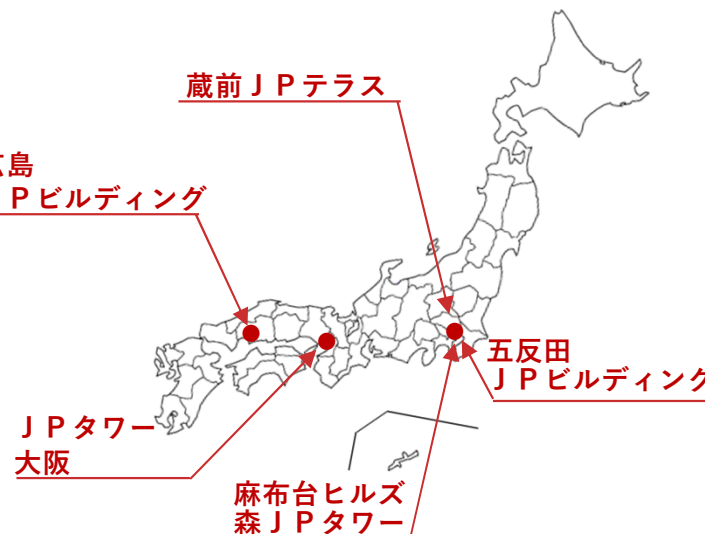 蔵前ＪＰテラス
島
Ｐビルディング
五反田
ＪＰビルディング
ＪＰタワー
大阪
麻布台ヒルズ
森ＪＰタワー